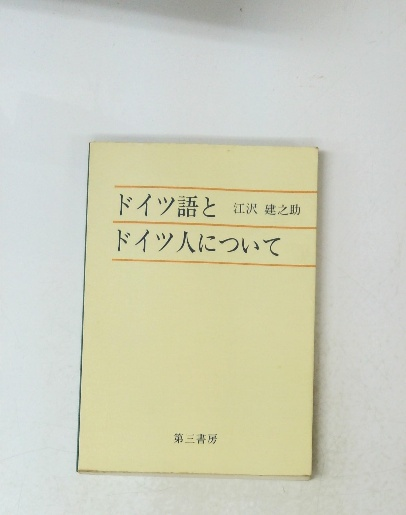 ドイツ語と 江沢 建之助
ドイツ人について
第三書房